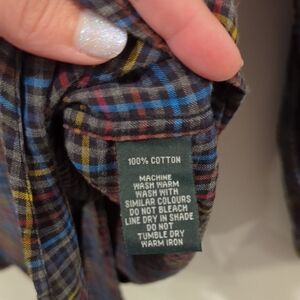 100% COTTON
MACHINE
WASH WARM
WASH WITH
SIMILAR COLOURS
DO NOT BLEACH
LINE DRY IN SHADE
DO NOT
TUMBLE DRY
WARM IRON